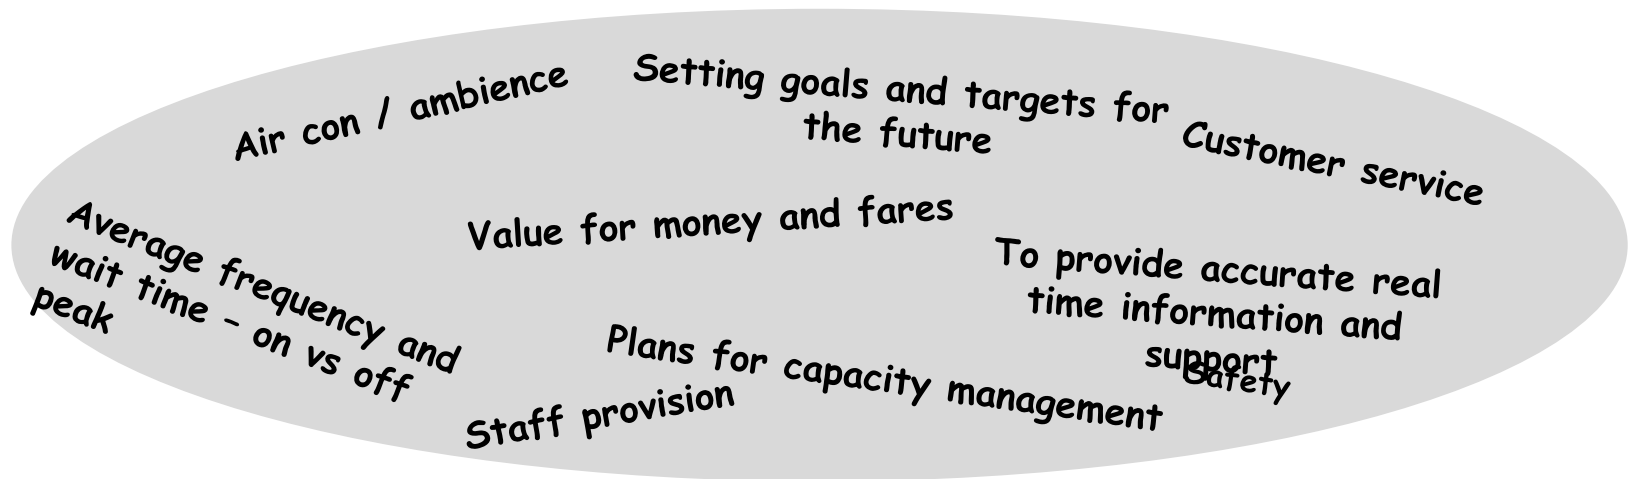 Air con / ambience
Setting goals and targets for
the future
Customer service
Value for money and fares
Average frequency and
wait time – on vs off
peak
To provide accurate real
time information and
support
Safety
Plans for capacity management
Staff provision